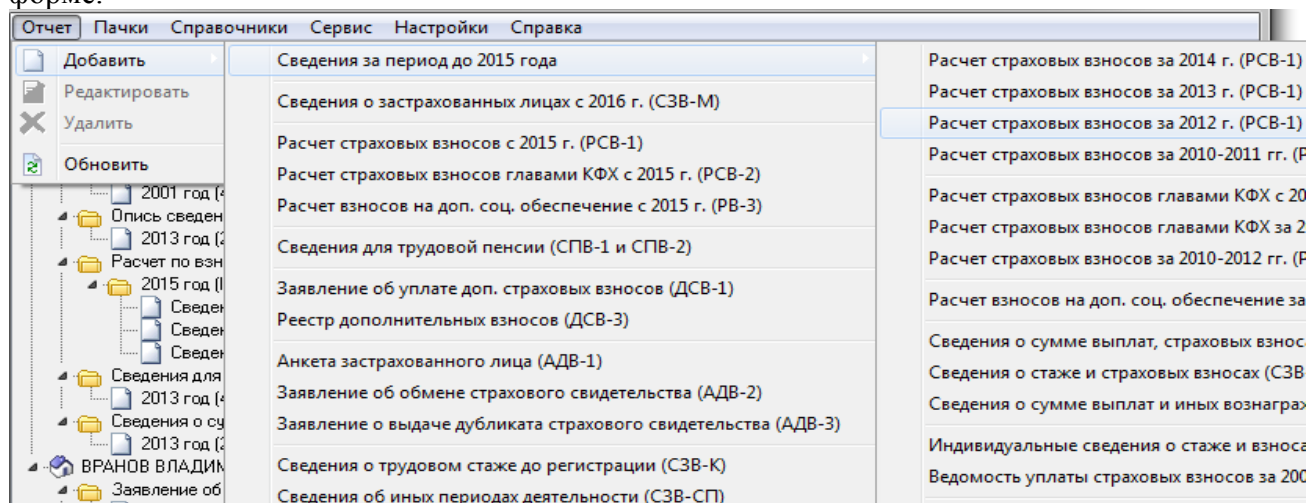 форме.
Отчет Пачки Справочники Сервис Настройки Справка
Добавить
Редактировать
Удалить
Обновить
2001 год (
Опись сведен
2013 год (2
Расчет по взн
2015 год (I
Сведен
Сведен
Сведен
Сведения для
2013 год (
Сведения о су
2013 год (2
ВРАНОВ ВЛАДИМ
Заявление об
Сведения за период до 2015 года
Сведения о застрахованных лицах с 2016 г. (СЗВ-М)
Расчет страховых взносов с 2015 г. (РСВ-1)
Расчет страховых взносов главами КФХ с 2015 г. (РСВ-2)
Расчет взносов на доп. соц. обеспечение с 2015 г. (РВ-3)
Сведения для трудовой пенсии (СПВ-1 и СПВ-2)
Заявление об уплате доп. страховых взносов (ДСВ-1)
Реестр дополнительных взносов (ДСВ-3)
Анкета застрахованного лица (АДВ-1)
Заявление об обмене страхового свидетельства (АДВ-2)
Заявление о выдаче дубликата страхового свидетельства (АДВ-3)
Сведения о трудовом стаже до регистрации (СЗВ-К)
Сведения об иных периодах деятельности (СЗВ-СП)
Расчет страховых взносов за 2014 г. (РСВ-1)
Расчет страховых взносов за 2013 г. (РСВ-1)
Расчет страховых взносов за 2012 г. (РСВ-1)
Расчет страховых взносов за 2010-2011 гг. (Р
Расчет страховых взносов главами КФХ с 20
Расчет страховых взносов главами КФХ за 2
Расчет страховых взносов за 2010-2012 гг. (Р
Расчет взносов на доп. соц. обеспечение за
Сведения о сумме выплат, страховых взнос
Сведения о стаже и страховых взносах (СЗВ
Сведения о сумме выплат и иных вознаграж
Индивидуальные сведения о стаже и взноса
Ведомость уплаты страховых взносов за 200